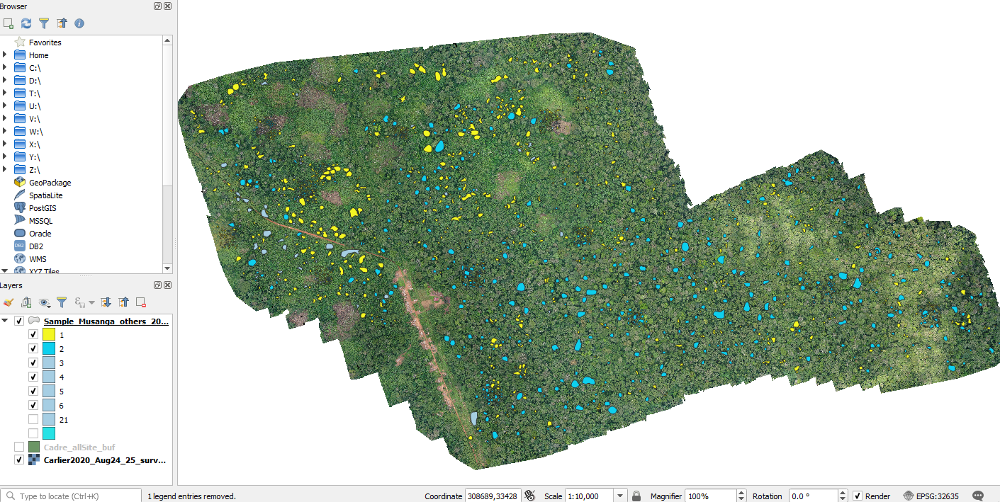 Browser
Favorites
Home
C:\
D:\
T:\
U:\
V:\
W:\
X:\
Y:\
Z:\
GeoPackage
SpatiaLite
PostGIS
MSSQL
Oracle
DB2
DB2
WMS
XYZ Tiles
Layers
Sample_Musanga_others_20...
1
2
3
4
5
6
21
Cadre_allSite_buf
Carlier2020_Aug24_25_surv...
Type to locate (Ctrl+K)
1 legend entries removed.
Coordinate
308689,33428
Scale
1:10,000
Magnifier
100%
Rotation
0.0 °
Render
EPSG:32635